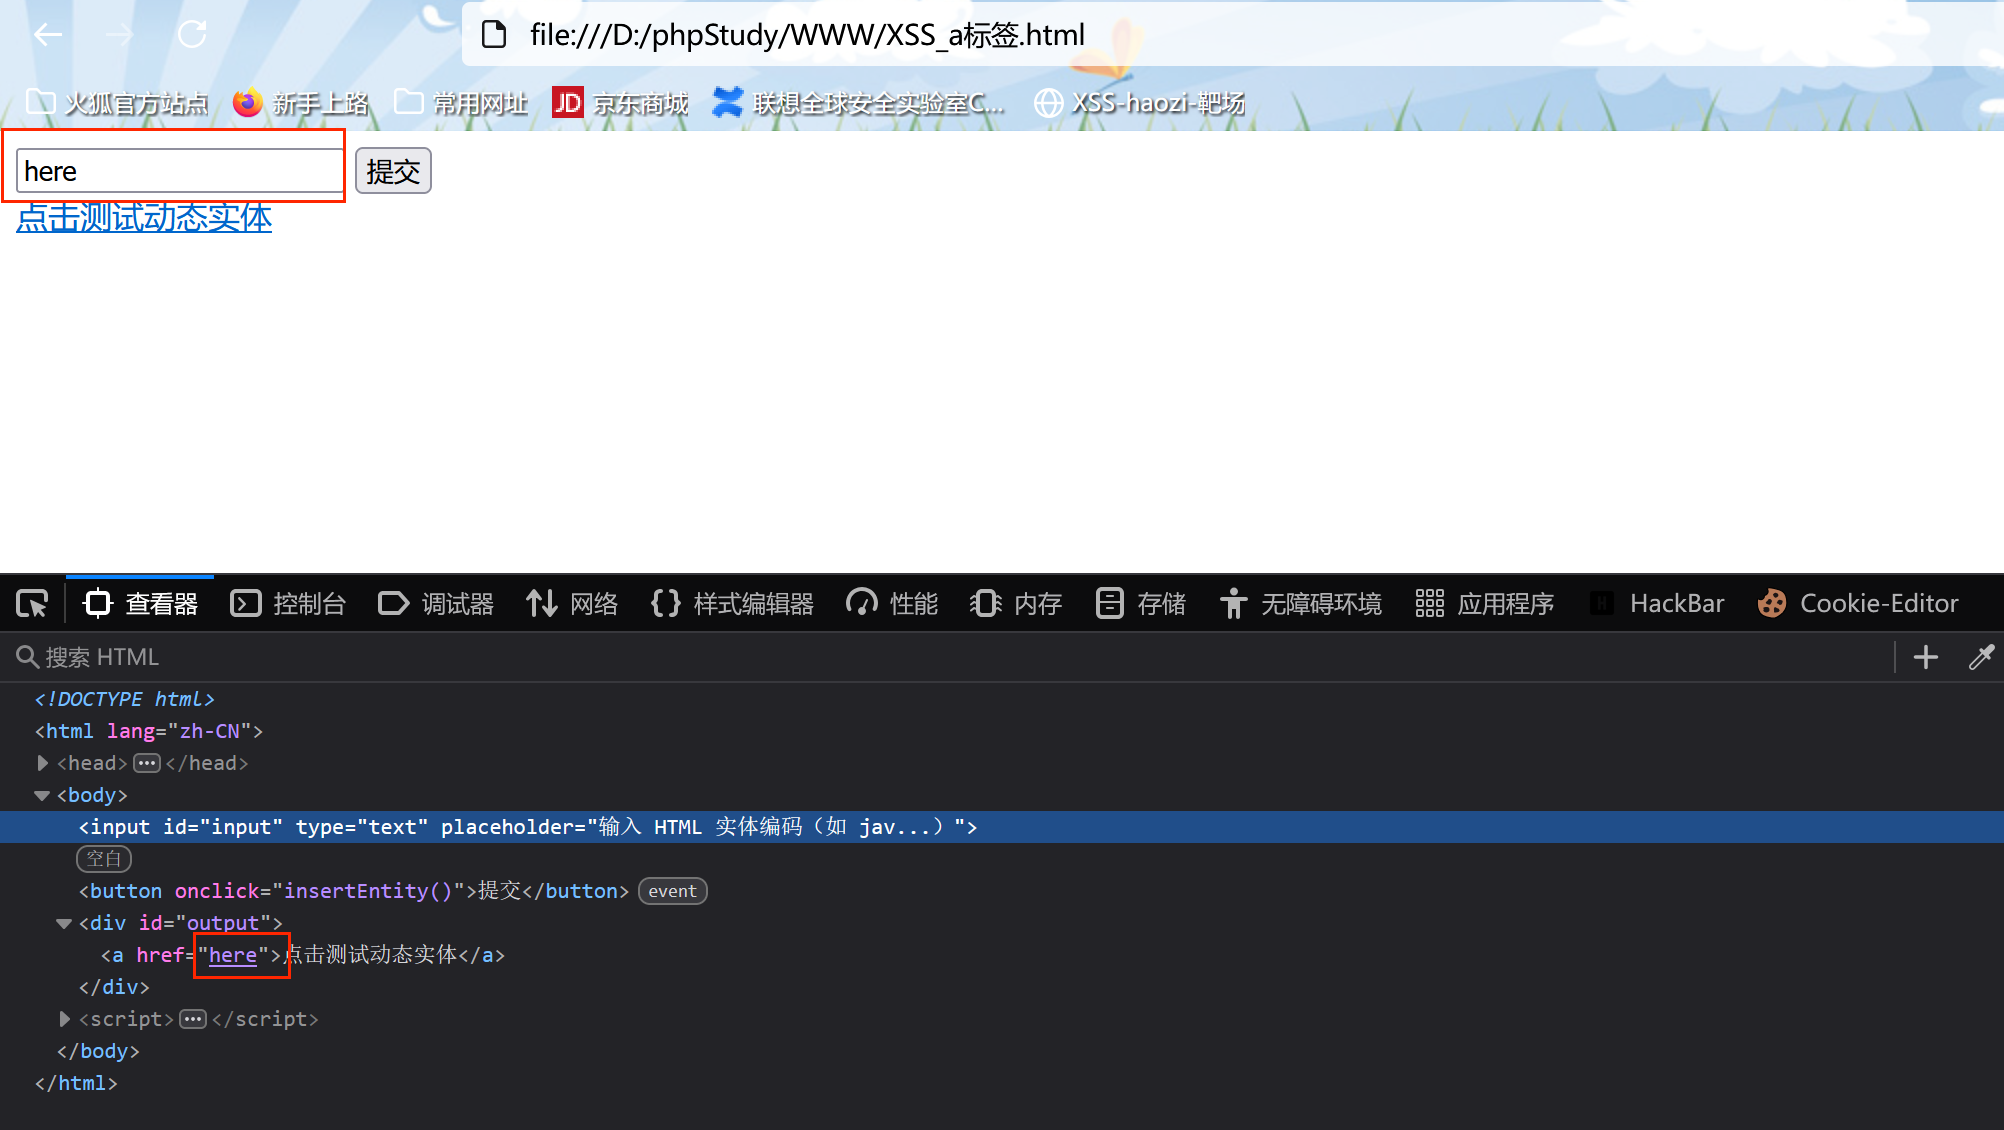 file:///D:/phpStudy/WWW/XSS_a标签.html
火狐官方站点 新手上路 常用网址 JD 京东商城 联想全球安全实验室C... XSS-haozi-靶场
here 提交
点击测试动态实体
查看器 控制台 调试器 网络 样式编辑器 性能 内存 存储 无障碍环境 应用程序 H HackBar Cookie-Editor
搜索 HTML
<!DOCTYPE html>
<html lang="zh-CN">
<head> ••• </head>
<body>
<input id="input" type="text" placeholder="输入 HTML 实体编码（如 jav...）">
空白
<button onclick="insertEntity()">提交</button> event
<div id="output">
<a href="here">点击测试动态实体</a>
</div>
<script> ••• </script>
</body>
</html>